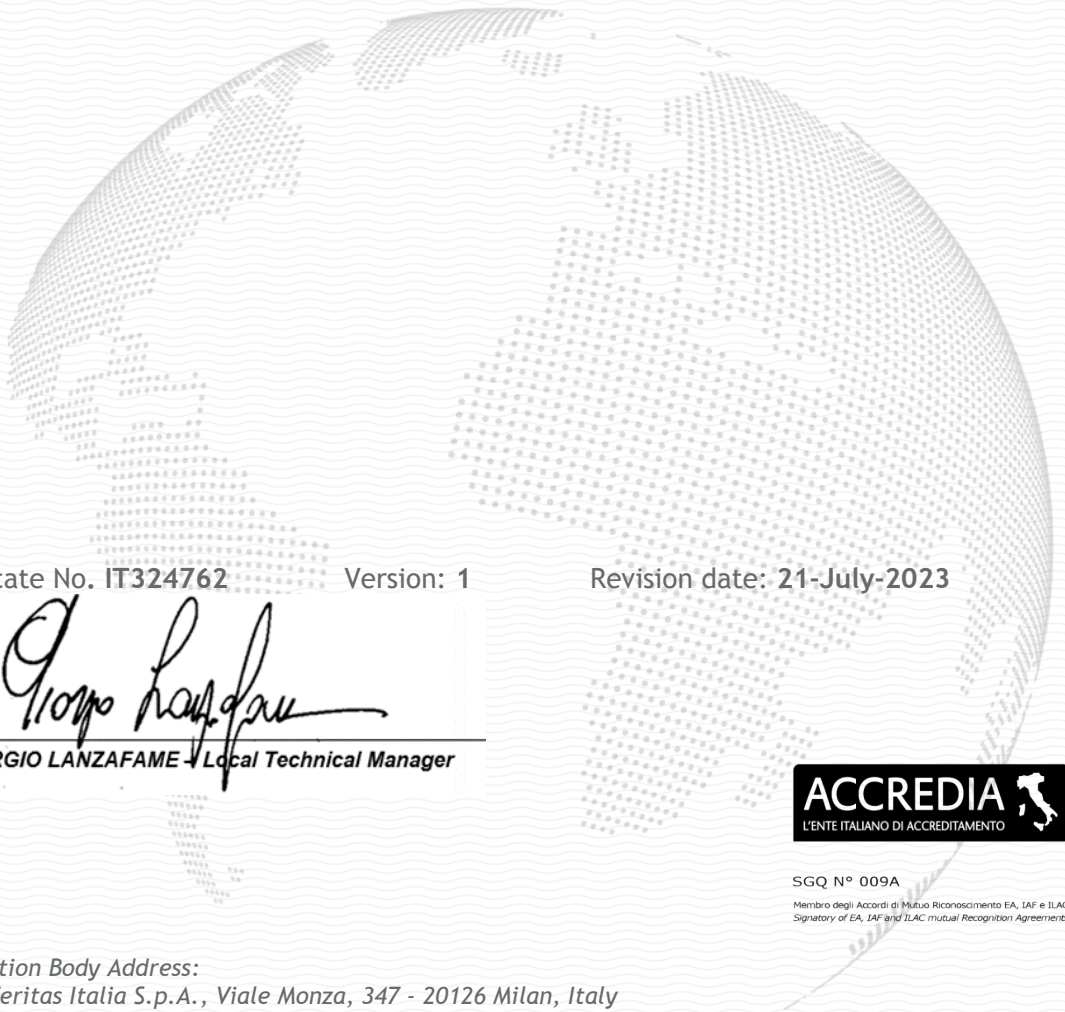 cate No. IT324762 Version: 1 Revision date: 21-July-2023
RGIO LANZAFAME - Local Technical Manager
ACCREDIA
L'ENTE ITALIANO DI ACCREDITAMENTO
SGQ N° 009A
Membro degli Accordi di Mutuo Riconoscimento EA, IAF e ILAC
Signatory of EA, IAF and ILAC mutual Recognition Agreements
tion Body Address:
eritas Italia S.p.A., Viale Monza, 347 - 20126 Milan, Italy